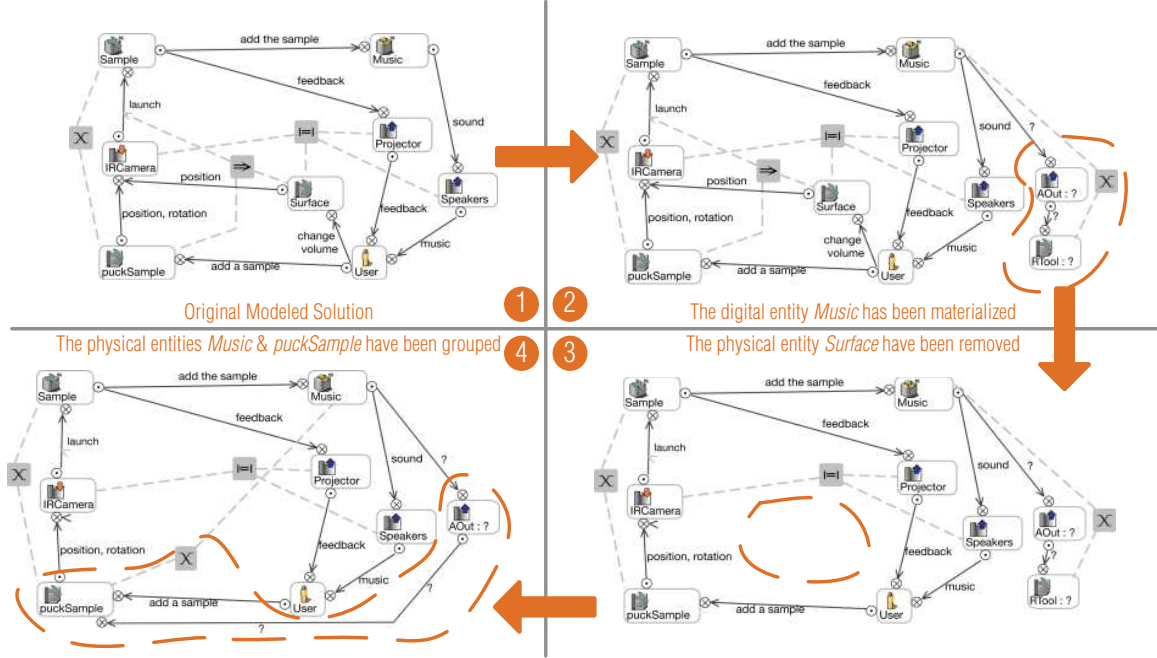 Sample
add the sample
Music
feedback
launch
sound
X
|=|
Projector
IRCamera
⇒
position
Surface
Speakers
position, rotation
feedback
change
volume
music
puckSample
add a sample
User
Original Modeled Solution
1
Sample
add the sample
Music
feedback
launch
sound
?
X
|=|
Projector
IRCamera
⇒
position
Surface
Speakers
AOut : ?
X
position, rotation
feedback
?
change
volume
music
RTool : ?
puckSample
add a sample
User
2
The digital entity Music has been materialized
The physical entities Music & puckSample have been grouped
4
Sample
add the sample
Music
feedback
launch
sound
?
X
|=|
Projector
IRCamera
Speakers
AOut : ?
position, rotation
X
feedback
music
?
puckSample
add a sample
User
?
3
The physical entity Surface have been removed
Sample
add the sample
Music
feedback
launch
sound
?
X
|=|
Projector
IRCamera
Speakers
AOut : ?
X
position, rotation
feedback
?
music
RTool : ?
puckSample
add a sample
User